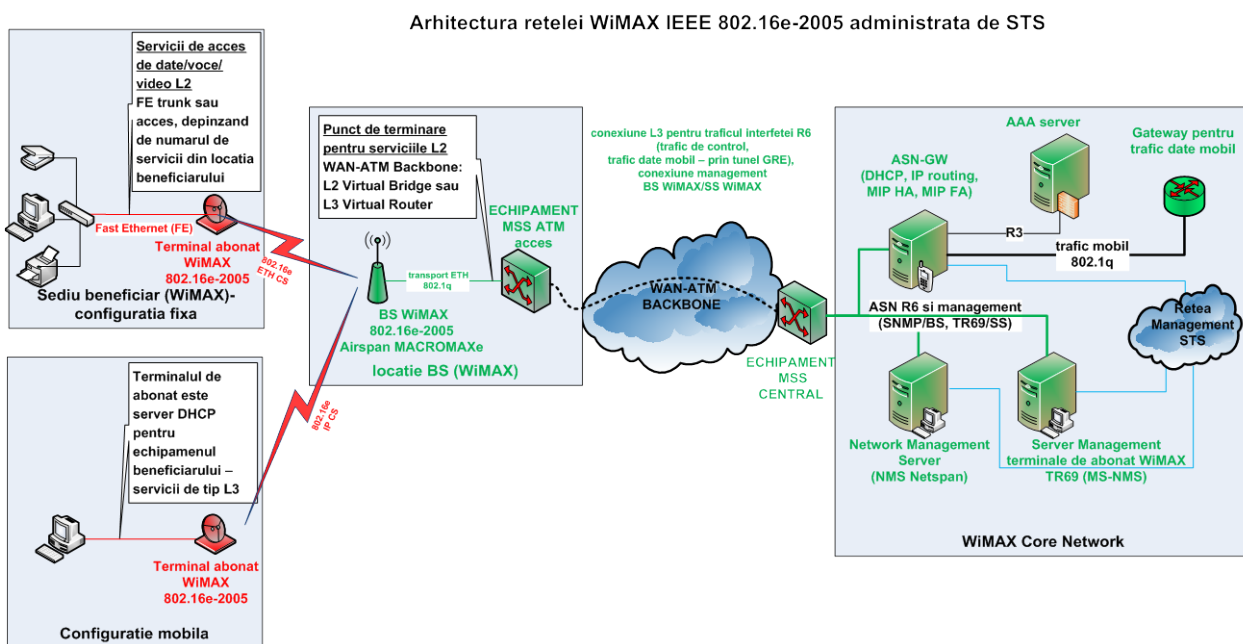 Arhitectura retelei WiMAX IEEE 802.16e-2005 administrata de STS
Servicii de acces
de date/voce/
video L2
FE trunk sau
acces, depinzand
de numarul de
servicii din locatia
beneficiarului
Fast Ethernet (FE)
Terminal abonat
WiMAX
802.16e-2005
802.16e
ETH CS
Sediu beneficiar (WiMAX)-
configuratia fixa
Terminalul de
abonat este
server DHCP
pentru
echipamenul
beneficiarului –
servicii de tip L3
Terminal abonat
WiMAX
802.16e-2005
802.16e
IP CS
Configuratie mobila
Punct de terminare
pentru serviciile L2
WAN-ATM Backbone:
L2 Virtual Bridge sau
L3 Virtual Router
ECHIPAMENT
MSS ATM
acces
transport ETH
802.1q
BS WiMAX
802.16e-2005
Airspan MACROMAXe
locatie BS (WiMAX)
conexiune L3 pentru traficul interfetei R6
(trafic de control,
trafic date mobil – prin tunel GRE),
conexiune management
BS WiMAX/SS WiMAX
WAN-ATM
BACKBONE
ECHIPAMENT
MSS
CENTRAL
AAA server
Gateway pentru
trafic date mobil
ASN-GW
(DHCP, IP routing,
MIP HA, MIP FA)
R3
trafic mobil
802.1q
ASN R6 si management
(SNMP/BS, TR69/SS)
Retea
Management
STS
Network Management
Server
(NMS Netspan)
Server Management
terminale de abonat WiMAX
TR69 (MS-NMS)
WiMAX Core Network